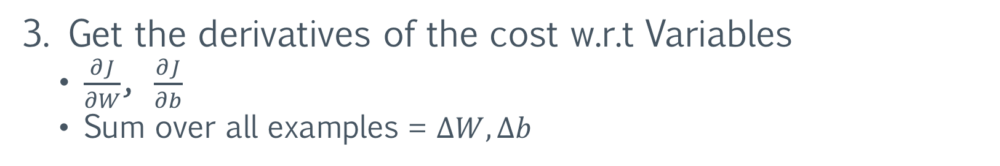 3. Get the derivatives of the cost w.r.t Variables
• ∂J/∂W, ∂J/∂b
• Sum over all examples = ΔW, Δb